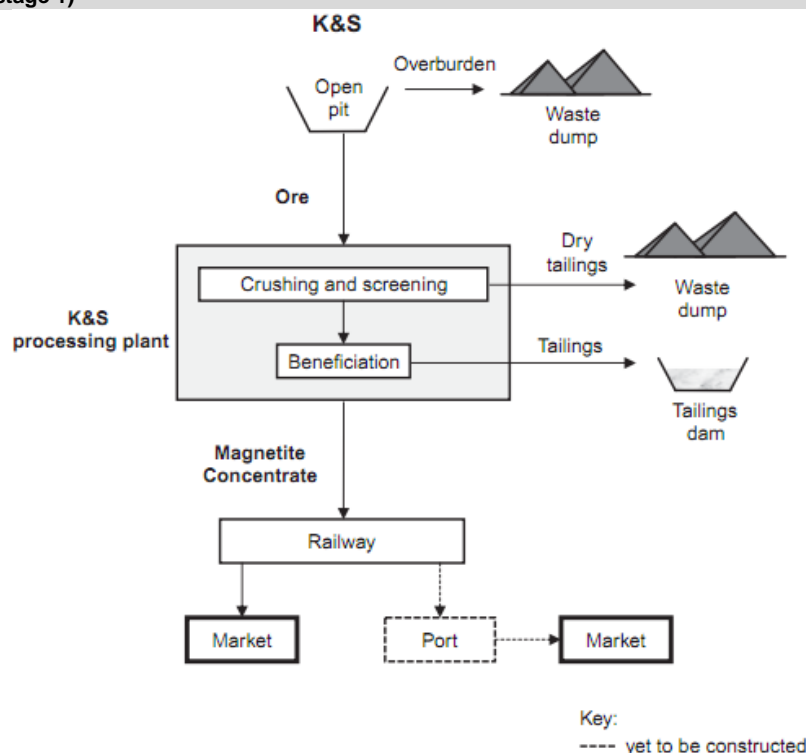 stage 1)
K&S
Overburden
Open
pit
Waste
dump
Ore
Dry
tailings
Crushing and screening
Waste
dump
K&S
processing plant
Beneficiation
Tailings
Tailings
dam
Magnetite
Concentrate
Railway
Market
Port
Market
Key:
---- yet to be constructed